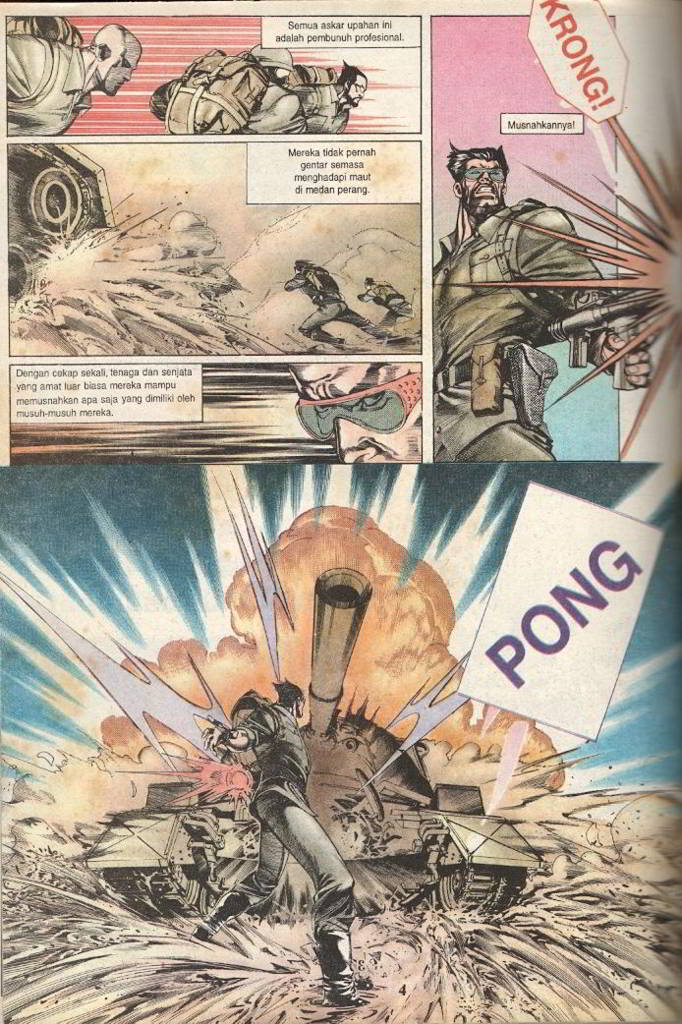 Semua askar upahan ini
adalah pembunuh profesional.
Mereka tidak pernah
gentar semasa
menghadapi maut
di medan perang.
Dengan cekap sekali, tenaga dan senjata
yang amat luar biasa mereka mampu
memusnahkan apa saja yang dimiliki oleh
musuh-musuh mereka.
KRONG!
Musnahkannya!
PONG
4